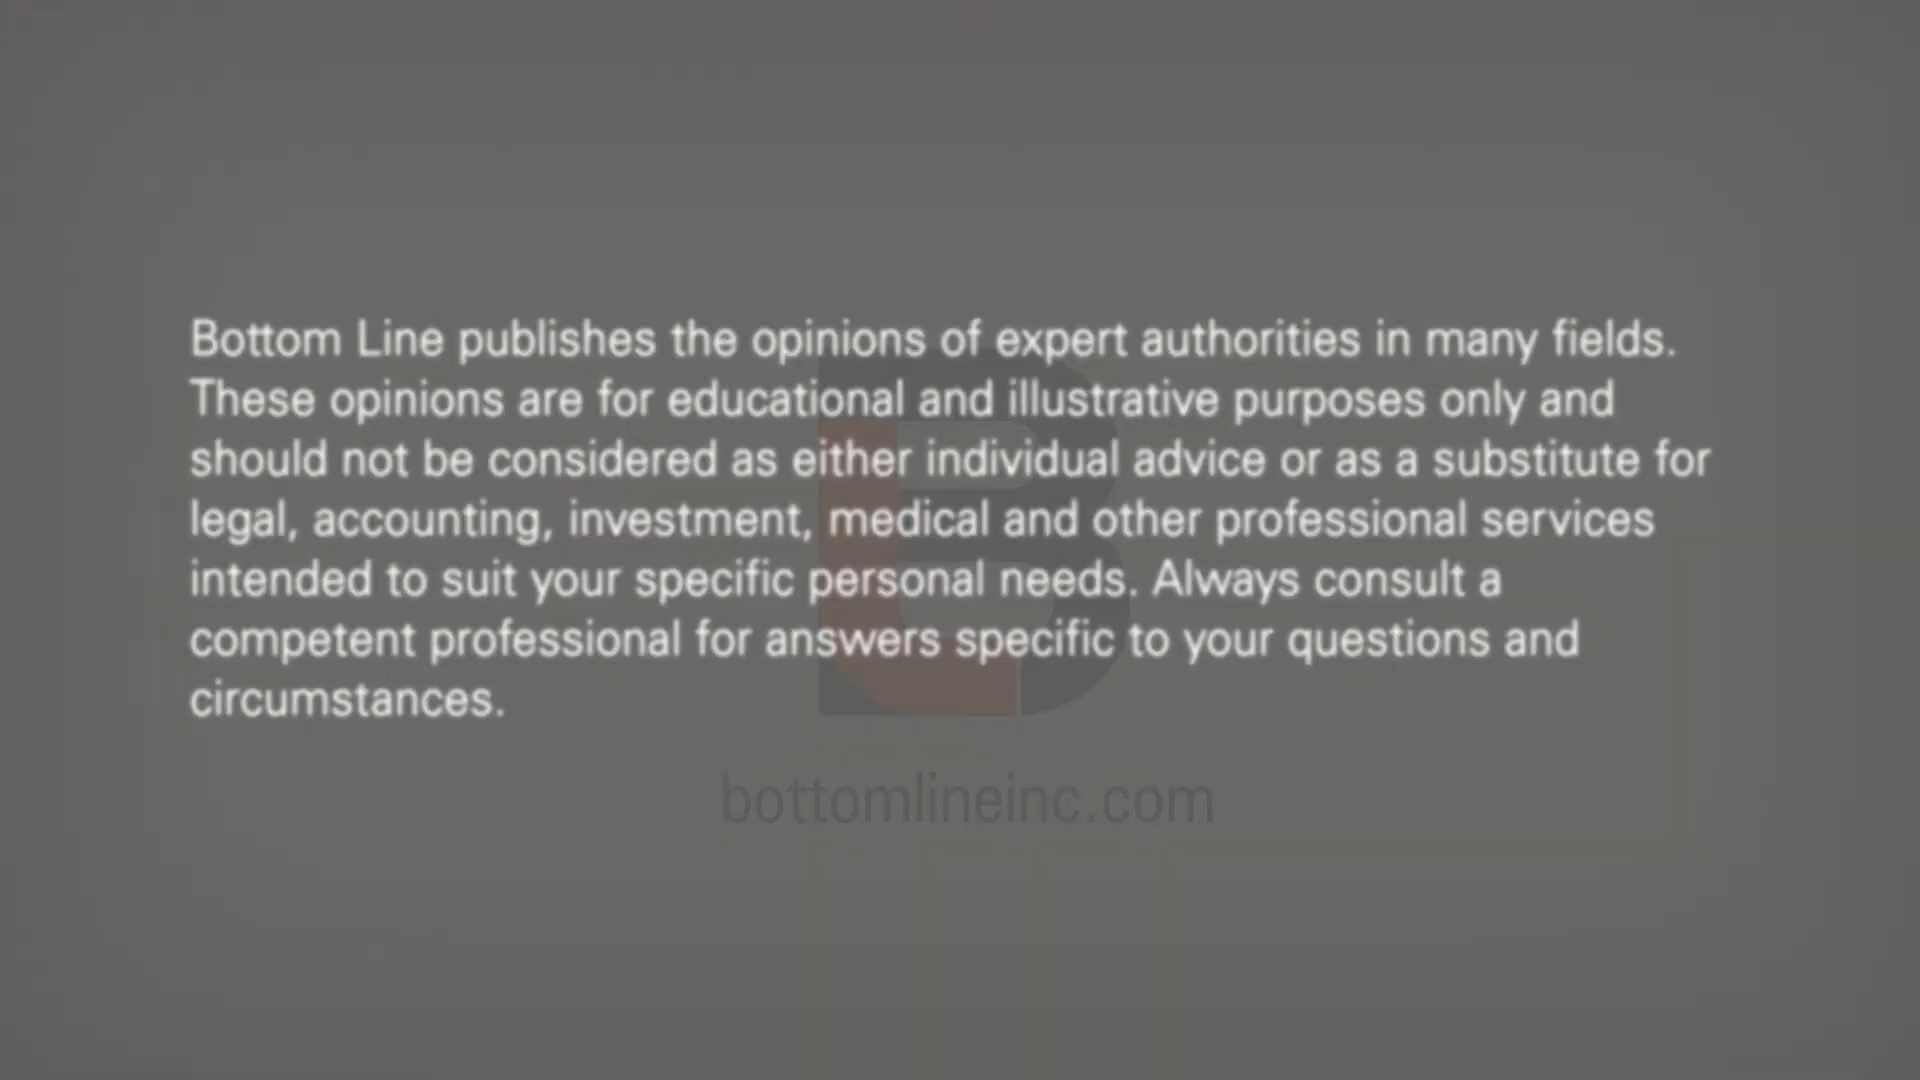 Bottom Line publishes the opinions of expert authorities in many fields.
These opinions are for educational and illustrative purposes only and
should not be considered as either individual advice or as a substitute for
legal, accounting, investment, medical and other professional services
intended to suit your specific personal needs. Always consult a
competent professional for answers specific to your questions and
circumstances.
bottomlineinc.com